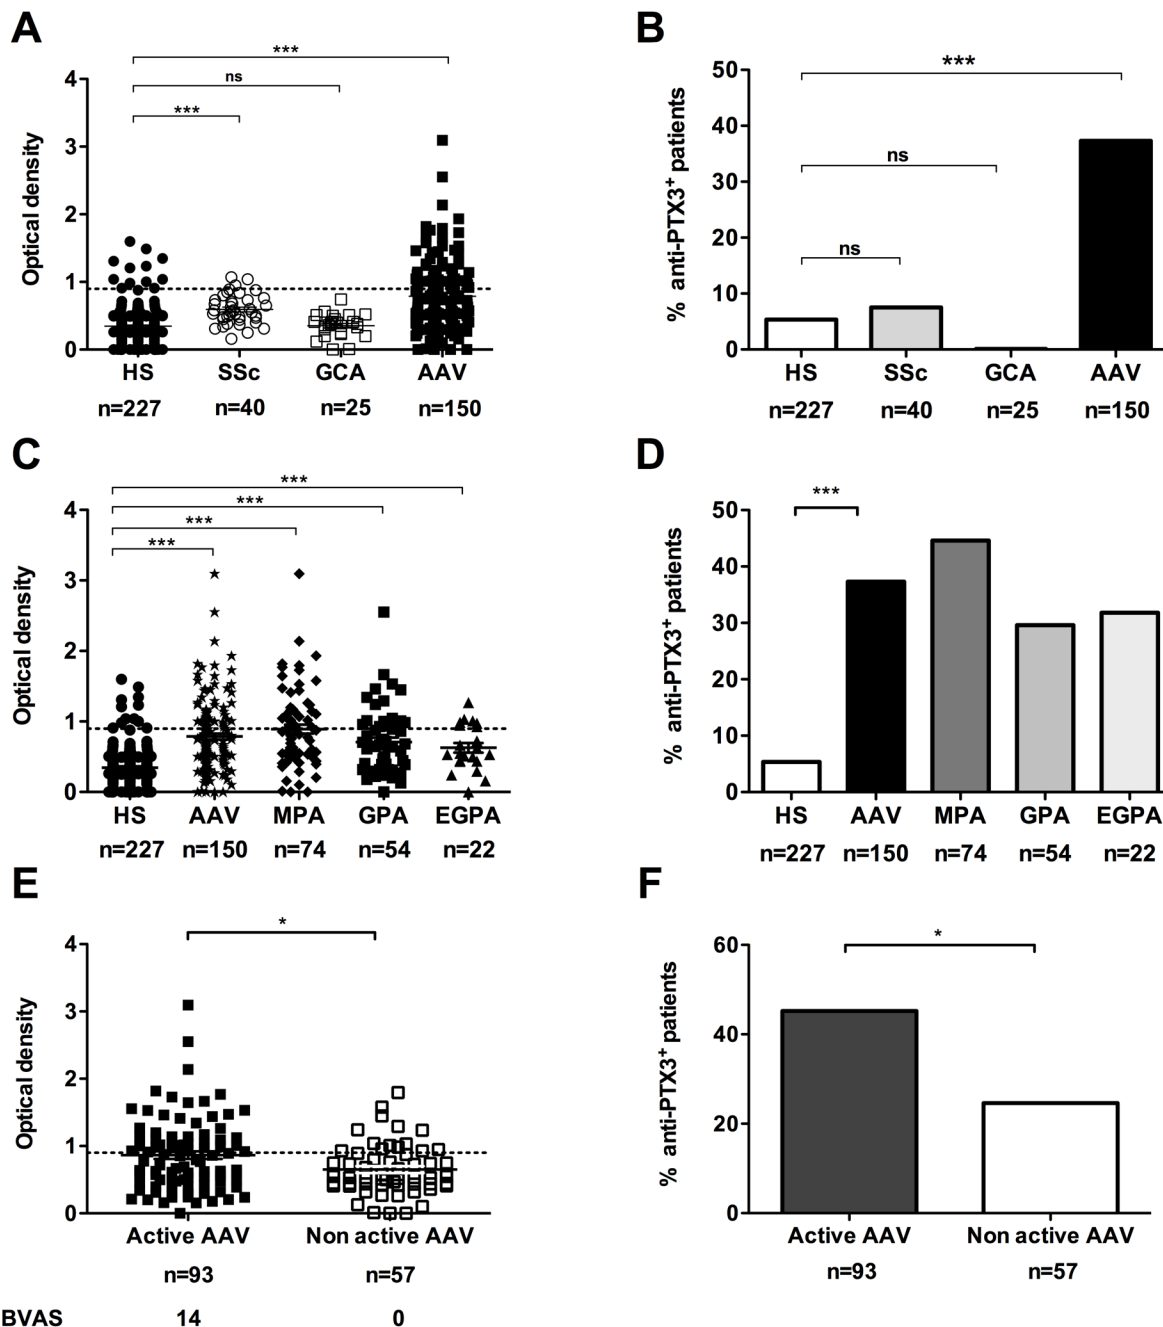 A
***
ns
***
Optical density
4
3
2
1
0
HS SSc GCA AAV
n=227 n=40 n=25 n=150
B
***
ns
ns
% anti-PTX3+ patients
50
40
30
20
10
0
HS SSc GCA AAV
n=227 n=40 n=25 n=150
C
***
***
***
***
Optical density
4
3
2
1
0
HS AAV MPA GPA EGPA
n=227 n=150 n=74 n=54 n=22
D
***
% anti-PTX3+ patients
50
40
30
20
10
0
HS AAV MPA GPA EGPA
n=227 n=150 n=74 n=54 n=22
E
*
Optical density
4
3
2
1
0
Active AAV Non active AAV
n=93 n=57
BVAS 14 0
F
*
% anti-PTX3+ patients
60
40
20
0
Active AAV Non active AAV
n=93 n=57